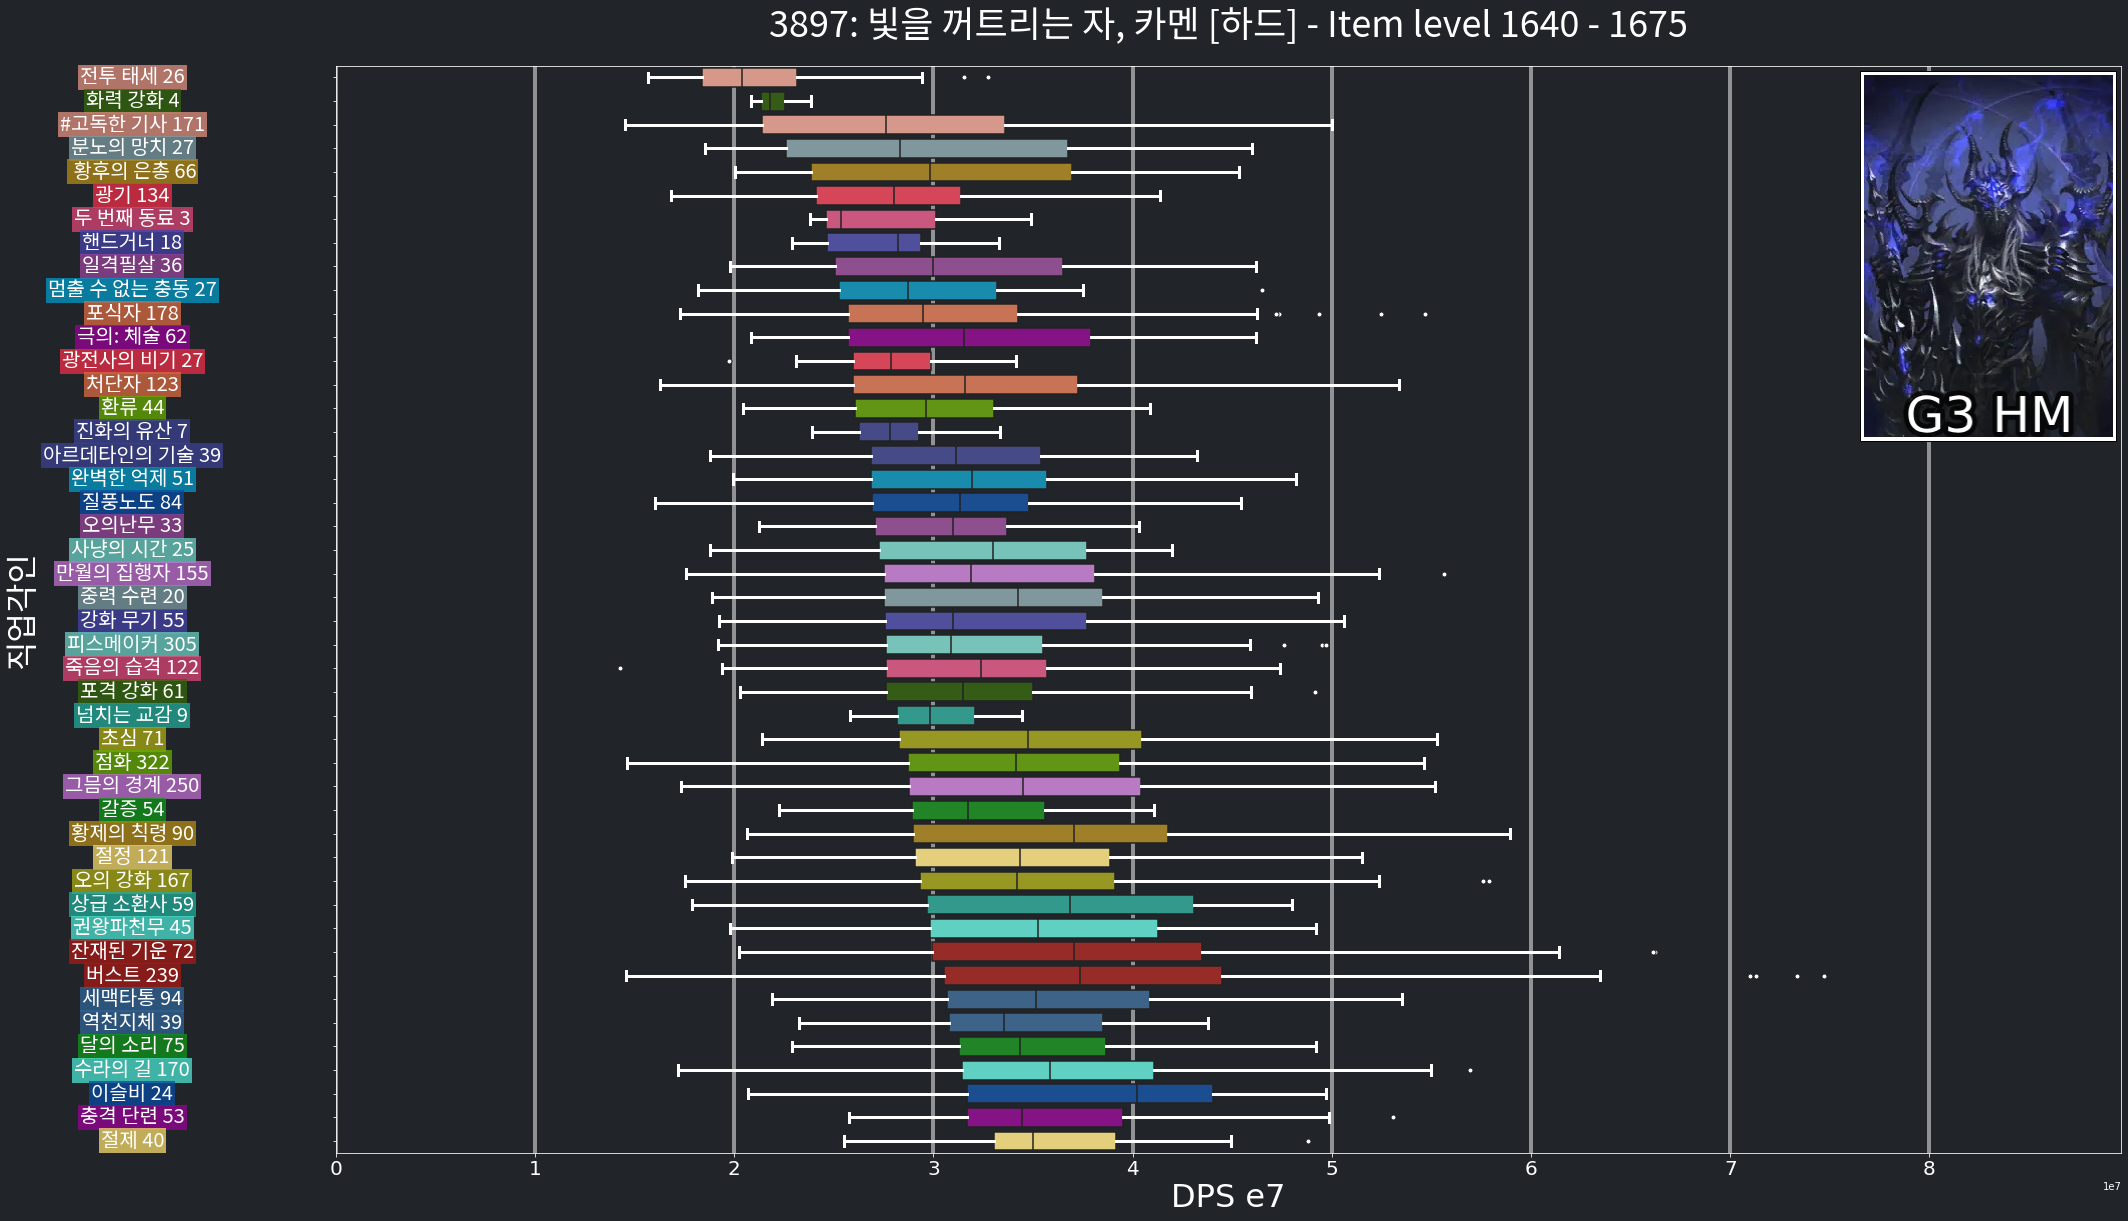 3897: 빛을 꺼트리는 자, 카멘 [하드] - Item level 1640 - 1675
전투 태세 26
화력 강화 4
#고독한 기사 171
분노의 망치 27
황후의 은총 66
광기 134
두 번째 동료 3
핸드거너 18
일격필살 36
멈출 수 없는 충동 27
포식자 178
극의: 체술 62
광전사의 비기 27
처단자 123
환류 44
진화의 유산 7
아르데타인의 기술 39
완벽한 억제 51
질풍노도 84
오의난무 33
사냥의 시간 25
만월의 집행자 155
중력 수련 20
강화 무기 55
피스메이커 305
죽음의 습격 122
포격 강화 61
넘치는 교감 9
초심 71
점화 322
그믐의 경계 250
갈증 54
황제의 칙령 90
절정 121
오의 강화 167
상급 소환사 59
권왕파천무 45
잔재된 기운 72
버스트 239
세맥타통 94
역천지체 39
달의 소리 75
수라의 길 170
이슬비 24
충격 단련 53
절제 40
직업각인
G3 HM
0 1 2 3 4 5 6 7 8
1e7
DPS e7